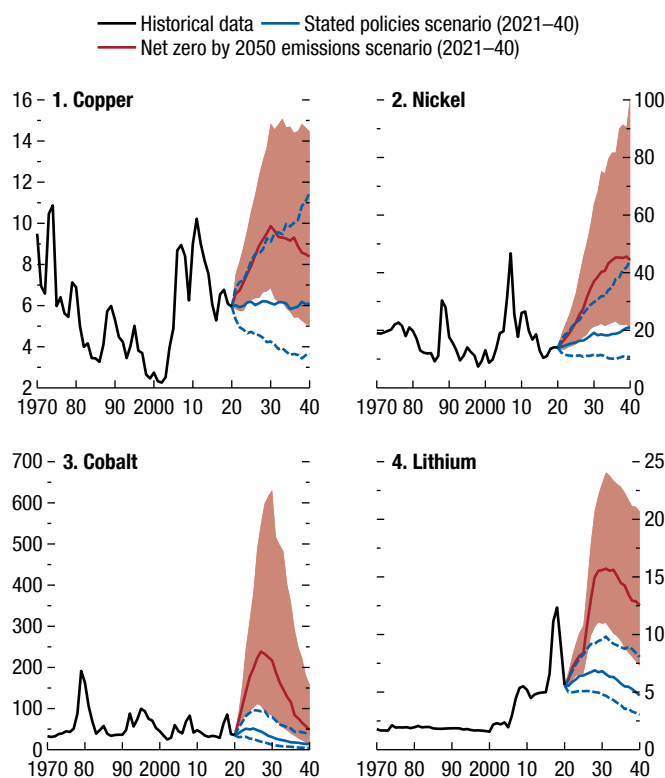 Historical data
Stated policies scenario (2021–40)
Net zero by 2050 emissions scenario (2021–40)
1. Copper
16
14
12
10
8
6
4
2
1970 80 90 2000 10 20 30 40
2. Nickel
100
80
60
40
20
0
1970 80 90 2000 10 20 30 40
3. Cobalt
700
600
500
400
300
200
100
0
1970 80 90 2000 10 20 30 40
4. Lithium
25
20
15
10
5
0
1970 80 90 2000 10 20 30 40